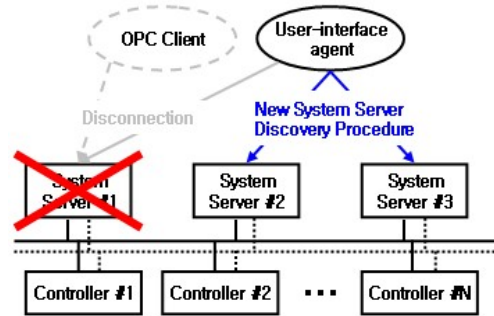 OPC Client
User-interface
agent
Disconnection
New System Server
Discovery Procedure
System
Server #1
System
Server #2
System
Server #3
Controller #1
Controller #2
•••
Controller #N